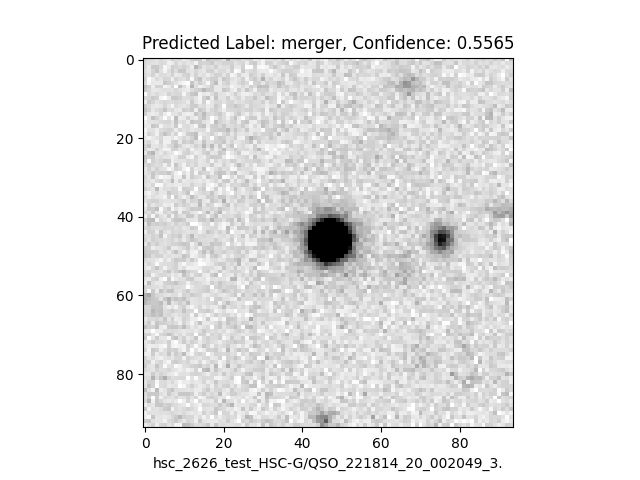 Predicted Label: merger, Confidence: 0.5565
0
20
40
60
80
0 20 40 60 80
hsc_2626_test_HSC-G/QSO_221814_20_002049_3.